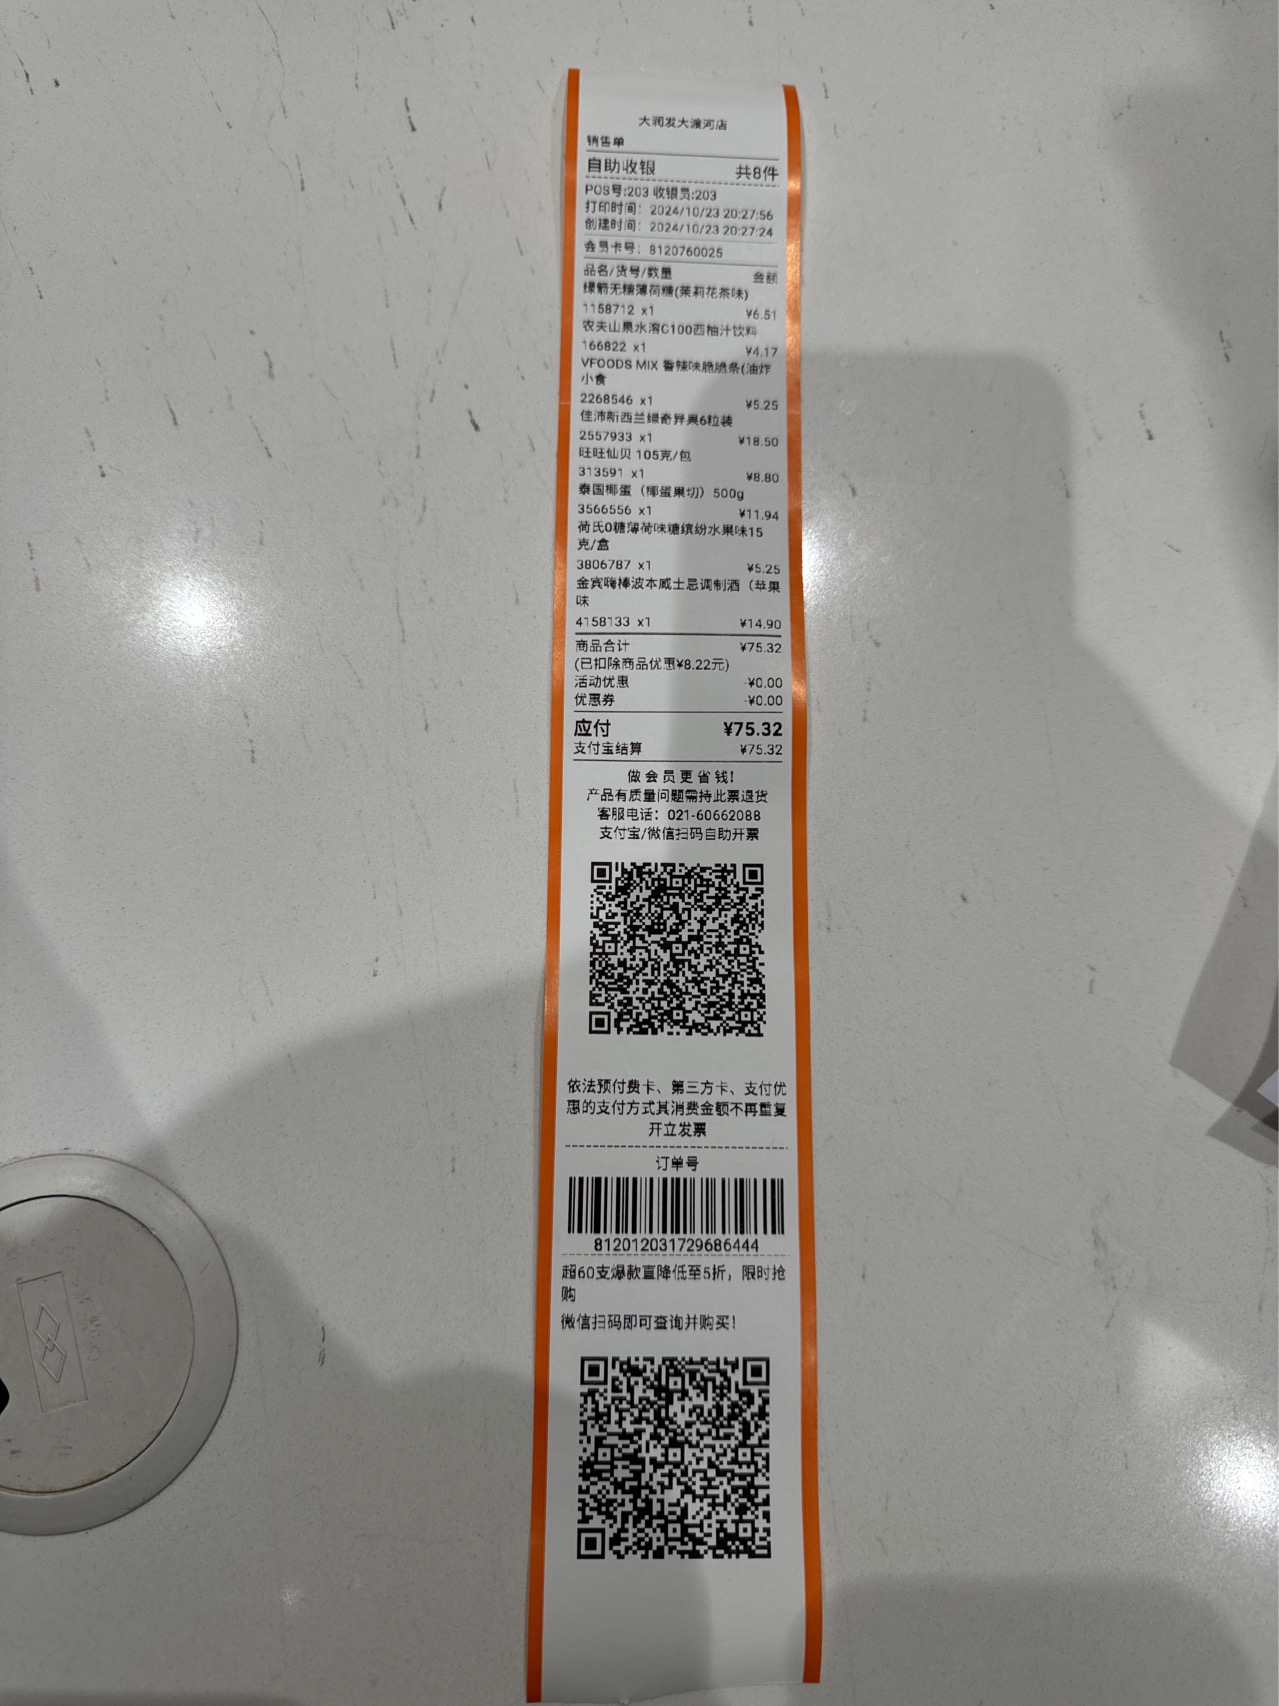 大润发大渡河店
销售单
自助收银 共8件
POS号:203 收银员:203
打印时间: 2024/10/23 20:27:56
创建时间: 2024/10/23 20:27:24
会员卡号: 8120760025
品名/货号/数量 金额
绿箭无糖薄荷糖(茉莉花茶味)
1158712 x1 ¥6.51
农夫山泉水溶C100西柚汁饮料
166822 x1 ¥4.17
VFOODS MIX 香辣味脆脆条(油炸
小食
2268546 x1 ¥5.25
佳沛新西兰绿奇异果6粒装
2557933 x1 ¥18.50
旺旺仙贝 105克/包
313591 x1 ¥8.80
泰国椰蛋（椰蛋果切）500g
3566556 x1 ¥11.94
荷氏0糖薄荷味糖缤纷水果味15
克/盒
3806787 x1 ¥5.25
金宾嗨棒波本威士忌调制酒（苹果
味
4158133 x1 ¥14.90
商品合计 ¥75.32
(已扣除商品优惠¥8.22元)
活动优惠 -¥0.00
优惠券 -¥0.00
应付 ¥75.32
支付宝结算 ¥75.32
做会员更省钱!
产品有质量问题需持此票退货
客服电话: 021-60662088
支付宝/微信扫码自助开票
依法预付费卡、第三方卡、支付优
惠的支付方式其消费金额不再重复
开立发票
订单号
812012031729686444
超60支爆款直降低至5折，限时抢
购
微信扫码即可查询并购买!